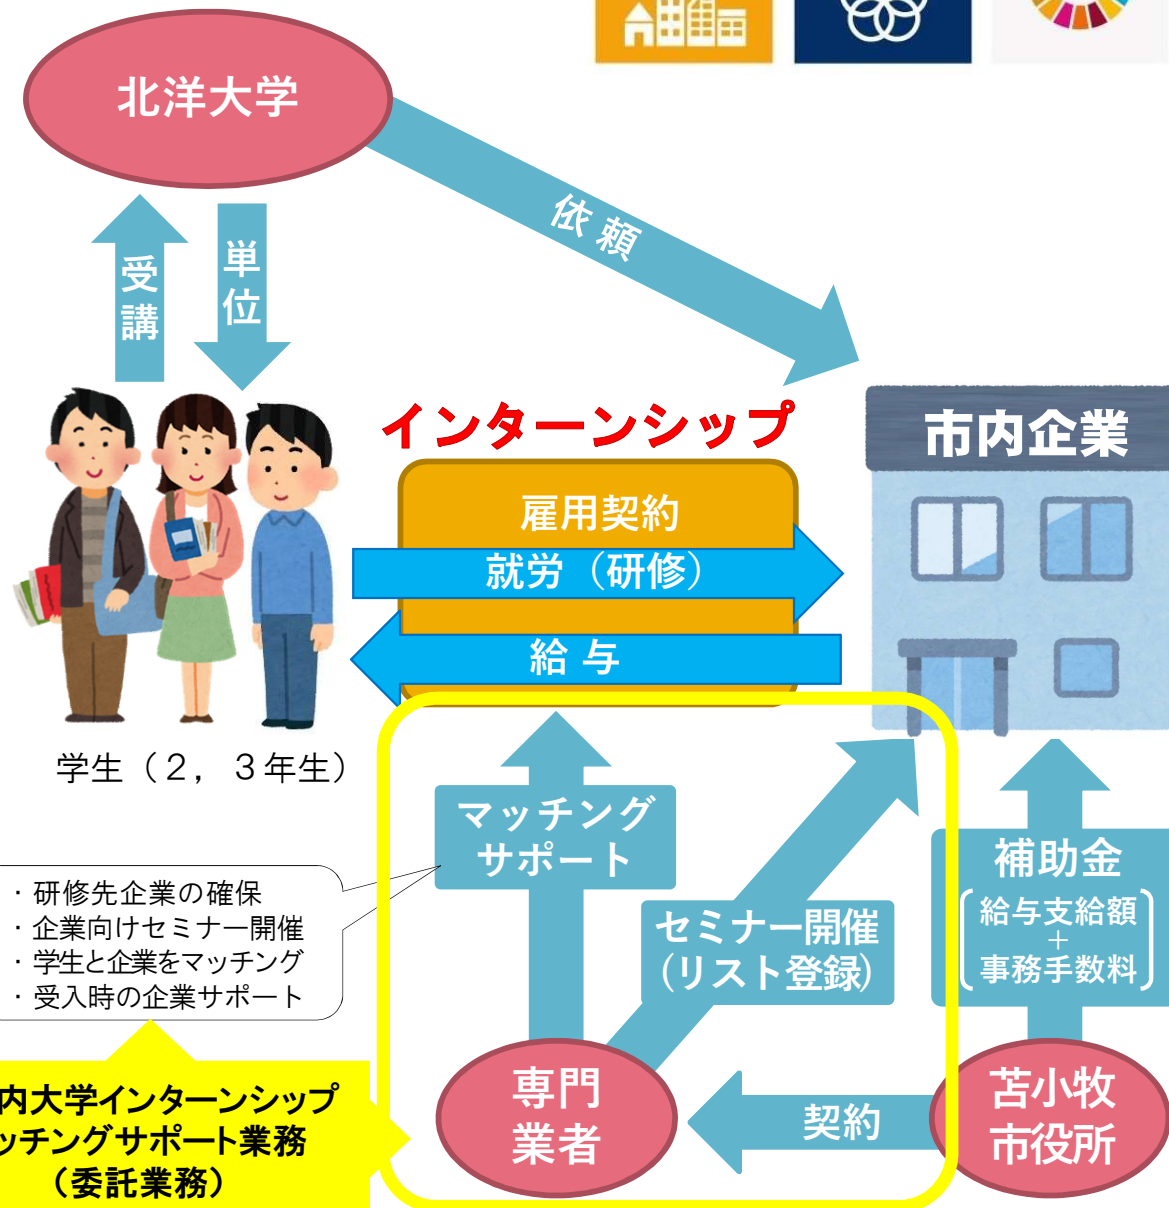 北洋大学
依頼
受講
単位
インターンシップ
市内企業
雇用契約
就労（研修）
給与
学生（２，３年生）
マッチング
サポート
・研修先企業の確保
・企業向けセミナー開催
・学生と企業をマッチング
・受入時の企業サポート
セミナー開催
（リスト登録）
補助金
給与支給額
＋
事務手数料
内大学インターンシップ
ッチングサポート業務
（委託業務）
専門
業者
契約
苫小牧
市役所